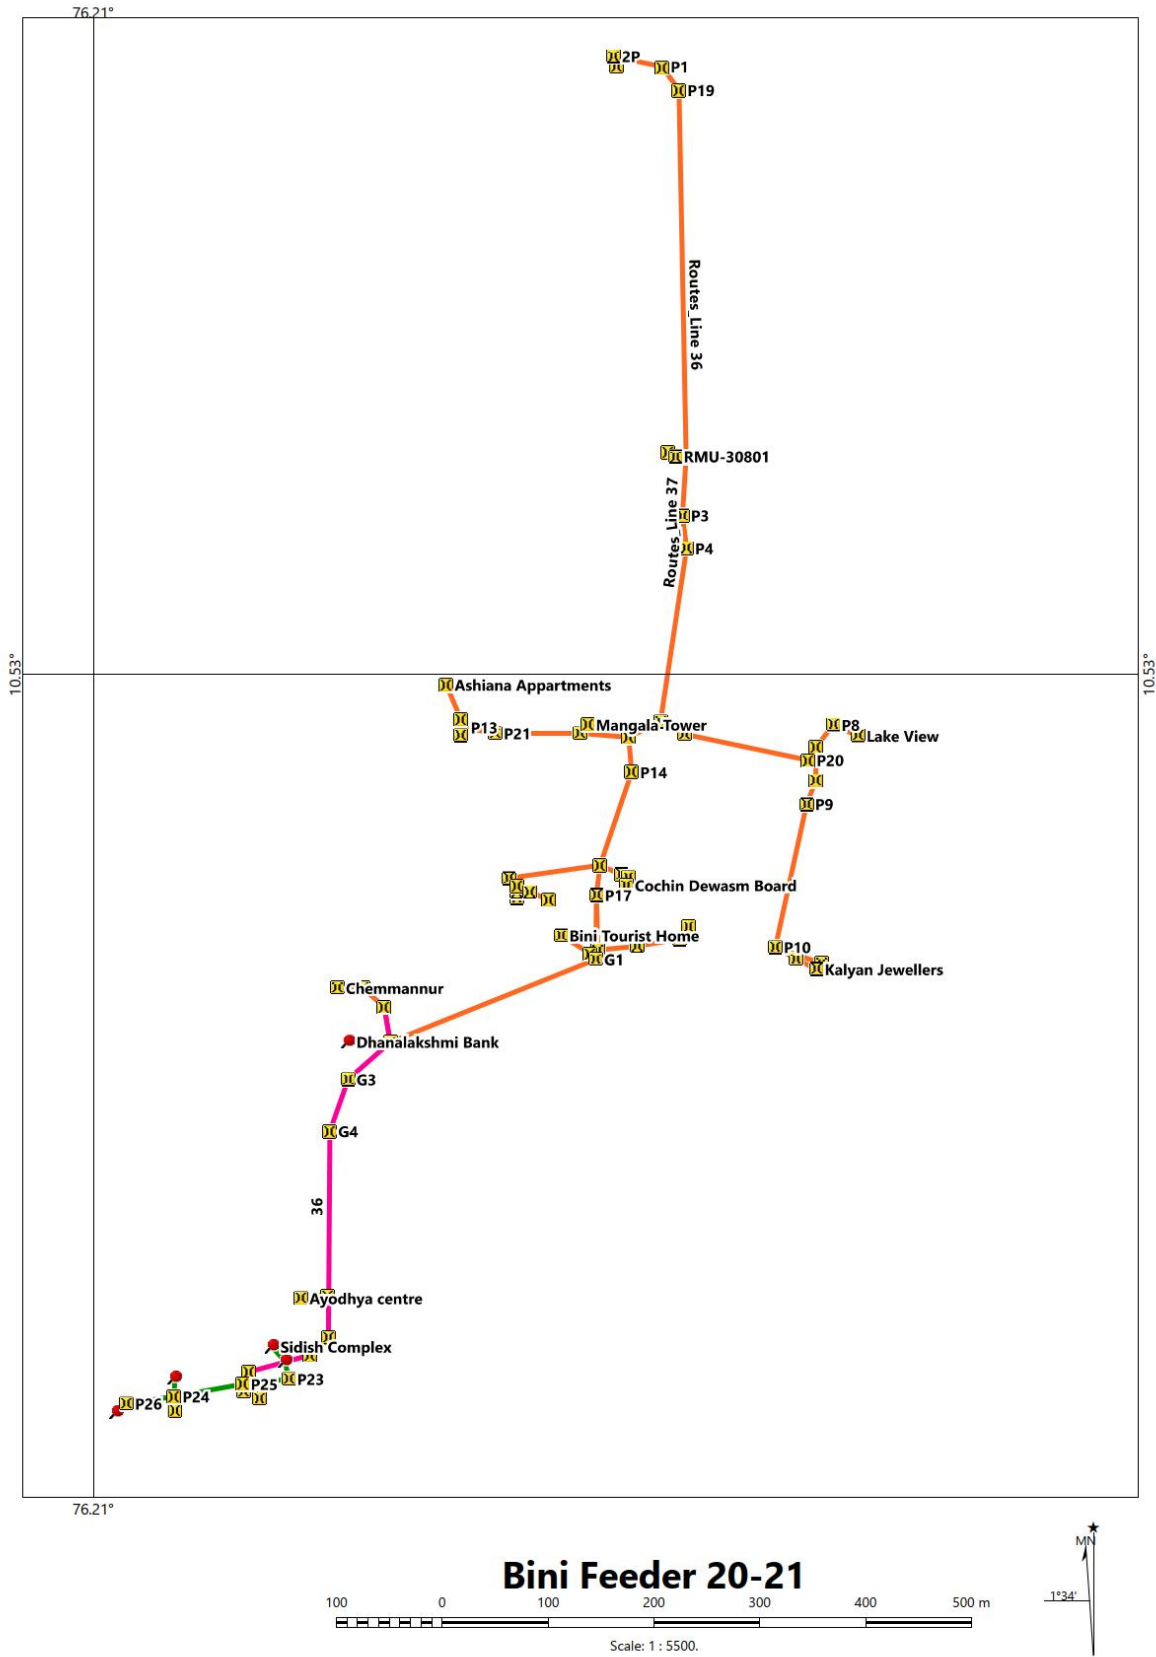 76.21°
2P
P1
P19
Routes_Line 36
RMU-30801
Routes_Line 37
P3
P4
10.53°
10.53°
Ashiana Appartments
P13
P21
Mangala Tower
P8
Lake View
P20
P14
P9
Cochin Dewasm Board
P17
Bini Tourist Home
P10
G1
Kalyan Jewellers
Chemmannur
Dhanalakshmi Bank
G3
G4
36
Ayodhya centre
Sidish Complex
P23
P25
P24
P26
76.21°
MN
Bini Feeder 20-21
1°34'
100 0 100 200 300 400 500 m
Scale: 1 : 5500.